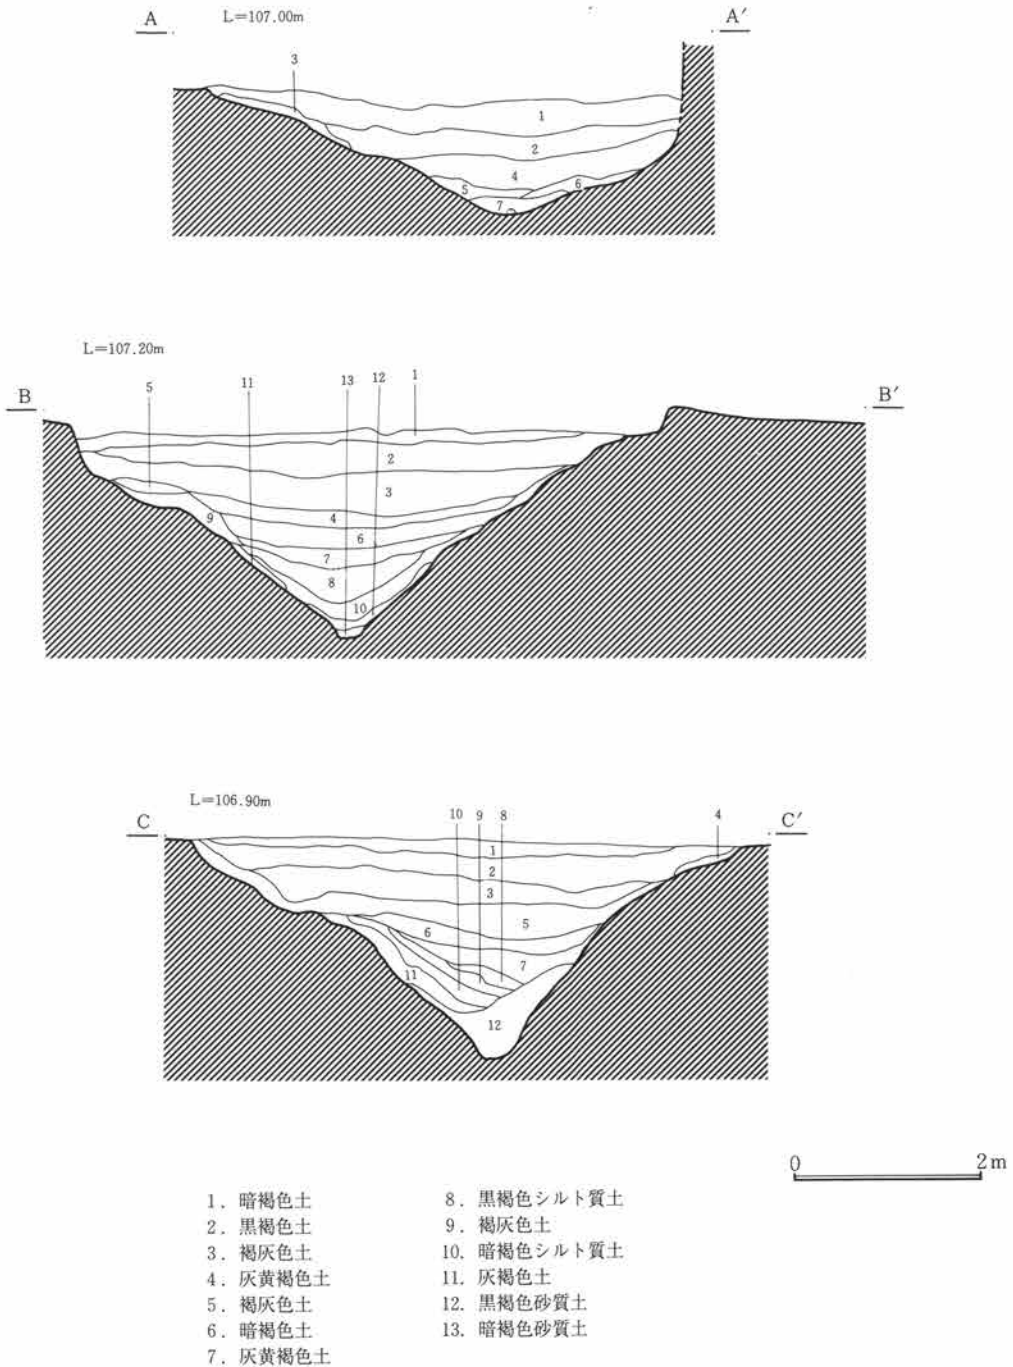 A L=107.00m A′
3
1
2
4
5 6
7
L=107.20m
B 5 11 13 12 1 B′
2
3
4
9
6
7
8
10
L=106.90m
C 10 9 8 4 C′
1
2
3
5
6
7
11
12
0 2m
1. 暗褐色土
2. 黒褐色土
3. 褐灰色土
4. 灰黄褐色土
5. 褐灰色土
6. 暗褐色土
7. 灰黄褐色土
8. 黒褐色シルト質土
9. 褐灰色土
10. 暗褐色シルト質土
11. 灰褐色土
12. 黒褐色砂質土
13. 暗褐色砂質土